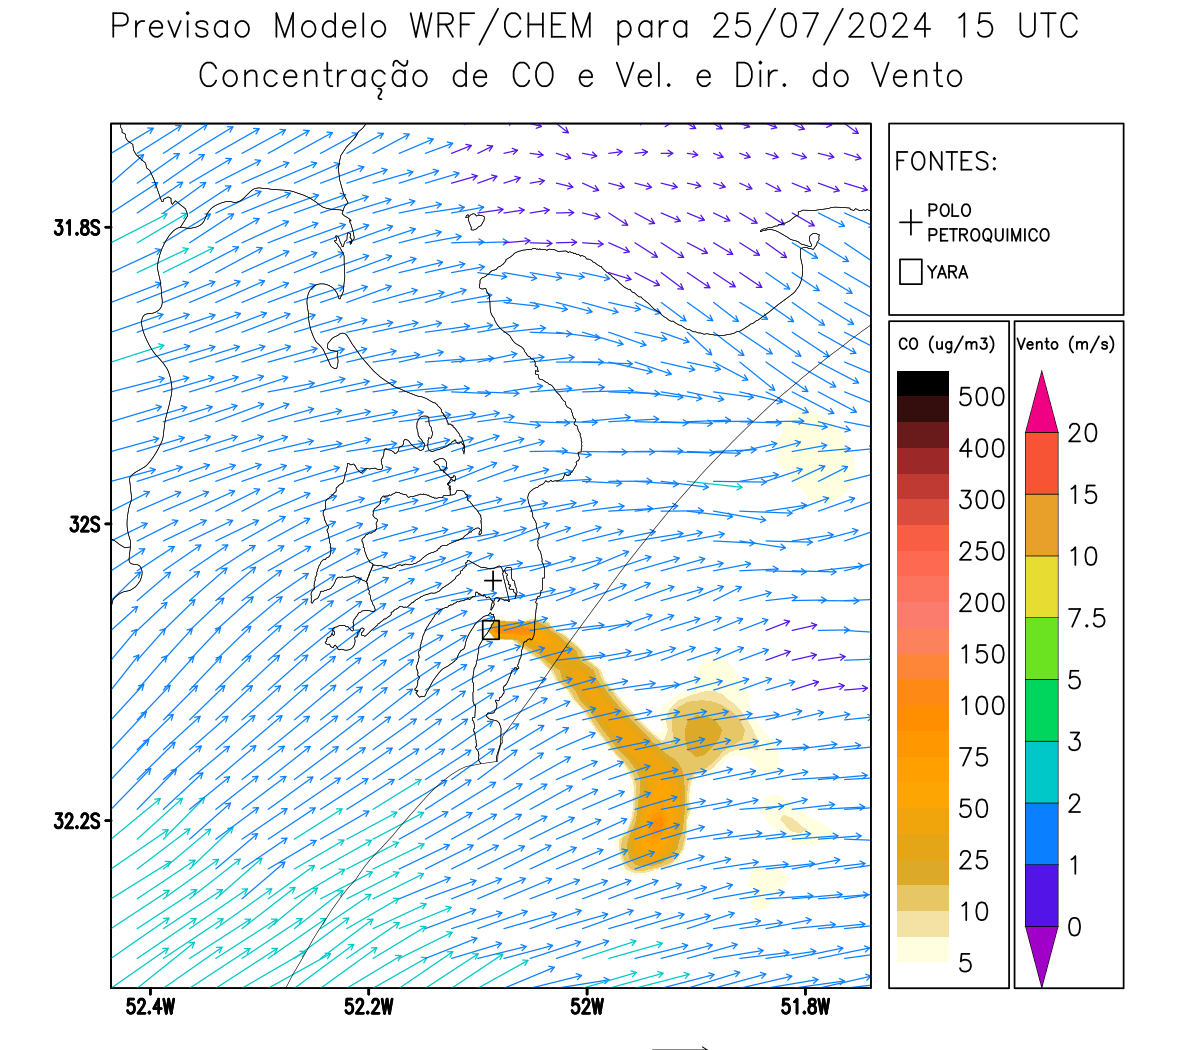 Previsao Modelo WRF/CHEM para 25/07/2024 15 UTC
Concentração de CO e Vel. e Dir. do Vento
FONTES:
POLO
PETROQUIMICO
YARA
CO (ug/m3)
500
400
300
250
200
150
100
75
50
25
10
5
Vento (m/s)
20
15
10
7.5
5
3
2
1
0
31.8S
32S
32.2S
52.4W
52.2W
52W
51.8W